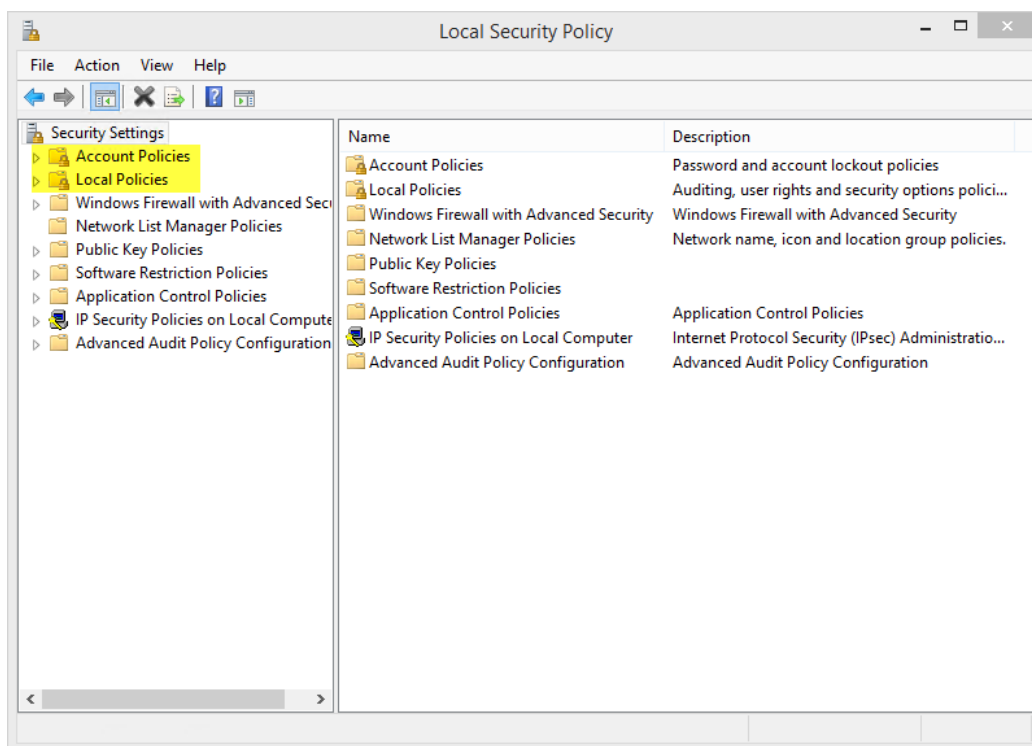 Local Security Policy
File Action View Help
Security Settings
Account Policies
Local Policies
Windows Firewall with Advanced Secu
Network List Manager Policies
Public Key Policies
Software Restriction Policies
Application Control Policies
IP Security Policies on Local Compute
Advanced Audit Policy Configuration
Name Description
Account Policies Password and account lockout policies
Local Policies Auditing, user rights and security options polici...
Windows Firewall with Advanced Security Windows Firewall with Advanced Security
Network List Manager Policies Network name, icon and location group policies.
Public Key Policies
Software Restriction Policies
Application Control Policies Application Control Policies
IP Security Policies on Local Computer Internet Protocol Security (IPsec) Administratio...
Advanced Audit Policy Configuration Advanced Audit Policy Configuration